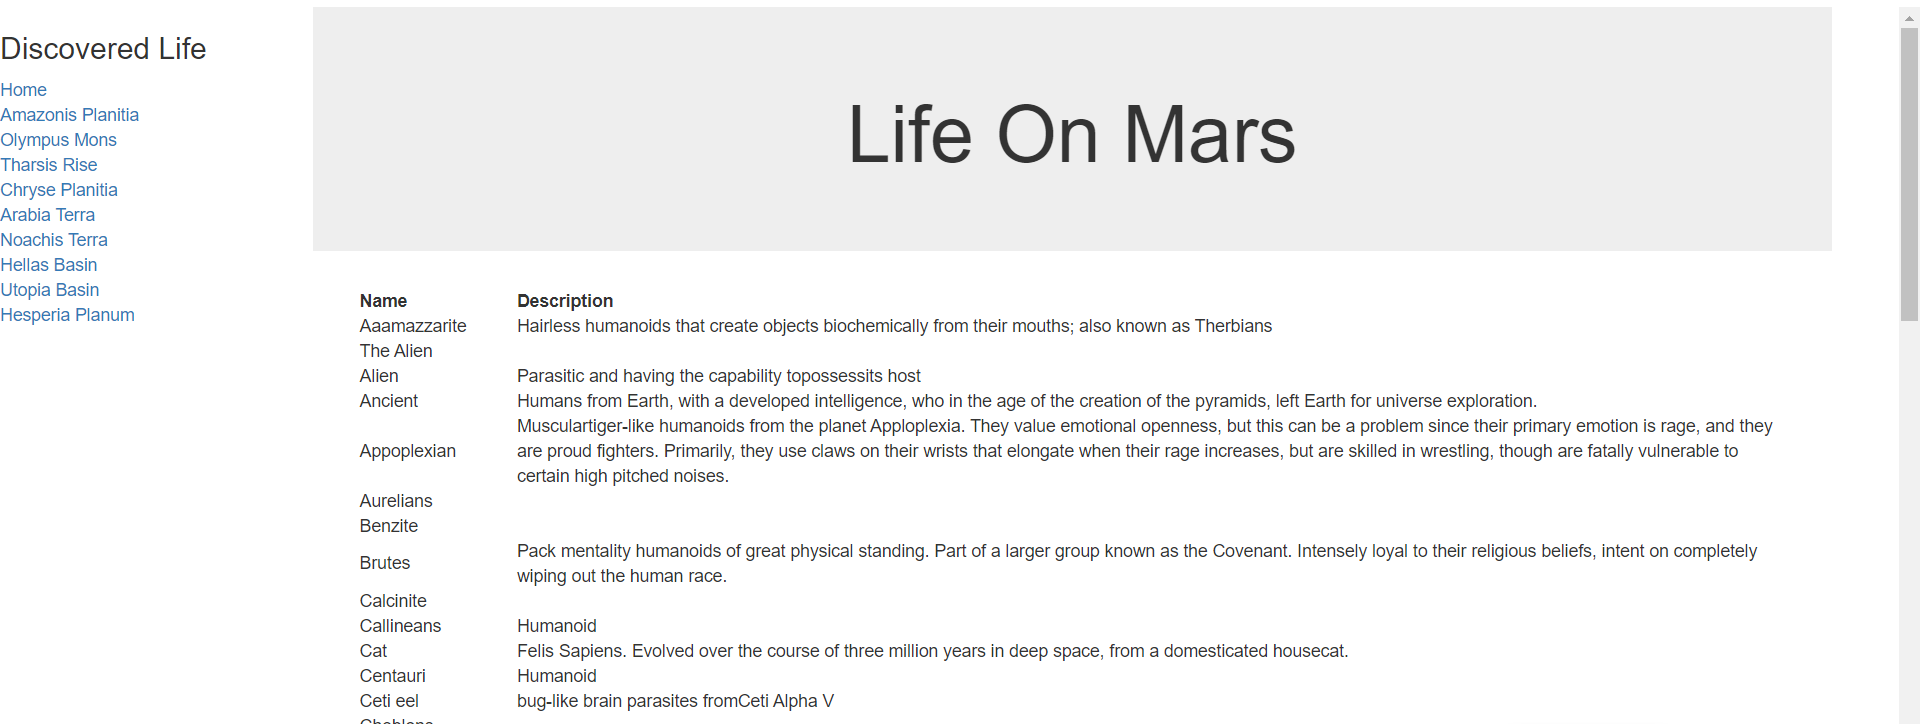 Discovered Life
Home
Amazonis Planitia
Olympus Mons
Tharsis Rise
Chryse Planitia
Arabia Terra
Noachis Terra
Hellas Basin
Utopia Basin
Hesperia Planum
Life On Mars
Name Description
Aaamazzarite Hairless humanoids that create objects biochemically from their mouths; also known as Therbians
The Alien
Alien Parasitic and having the capability topossessits host
Ancient Humans from Earth, with a developed intelligence, who in the age of the creation of the pyramids, left Earth for universe exploration.
Musculartiger-like humanoids from the planet Apploplexia. They value emotional openness, but this can be a problem since their primary emotion is rage, and they
Appoplexian are proud fighters. Primarily, they use claws on their wrists that elongate when their rage increases, but are skilled in wrestling, though are fatally vulnerable to
certain high pitched noises.
Aurelians
Benzite
Brutes Pack mentality humanoids of great physical standing. Part of a larger group known as the Covenant. Intensely loyal to their religious beliefs, intent on completely
wiping out the human race.
Calcinite
Callineans Humanoid
Cat Felis Sapiens. Evolved over the course of three million years in deep space, from a domesticated housecat.
Centauri Humanoid
Ceti eel bug-like brain parasites fromCeti Alpha V